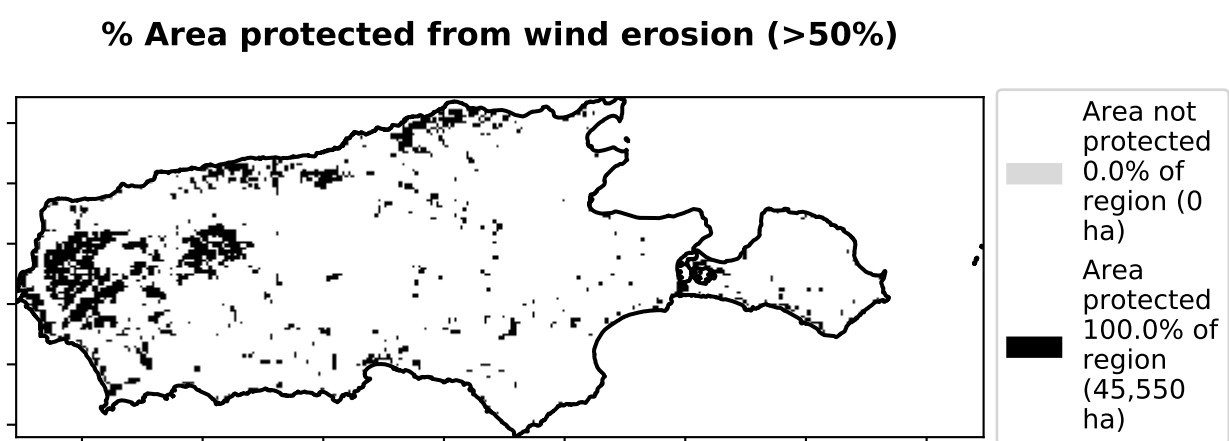 % Area protected from wind erosion (>50%)
Area not
protected
0.0% of
region (0
ha)
Area
protected
100.0% of
region
(45,550
ha)